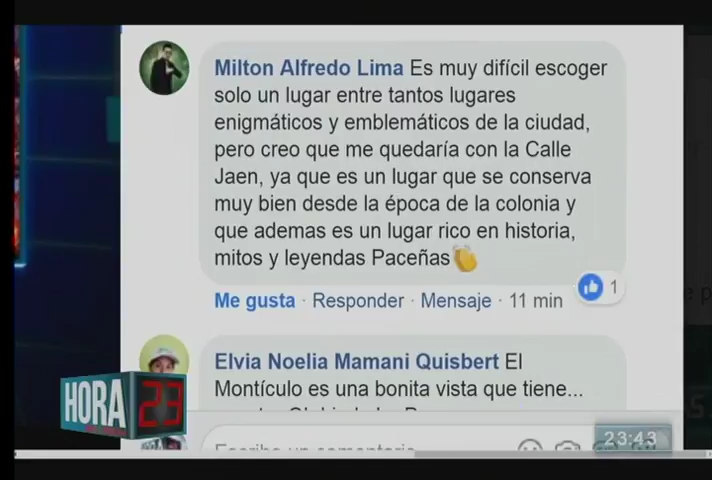 Milton Alfredo Lima Es muy difícil escoger
solo un lugar entre tantos lugares
enigmáticos y emblemáticos de la ciudad,
pero creo que me quedaría con la Calle
Jaen, ya que es un lugar que se conserva
muy bien desde la época de la colonia y
que ademas es un lugar rico en historia,
mitos y leyendas Paceñas
Me gusta · Responder · Mensaje · 11 min
1
Elvia Noelia Mamani Quisbert El
Montículo es una bonita vista que tiene...
HORA 23
Escribe un comentario
23:43